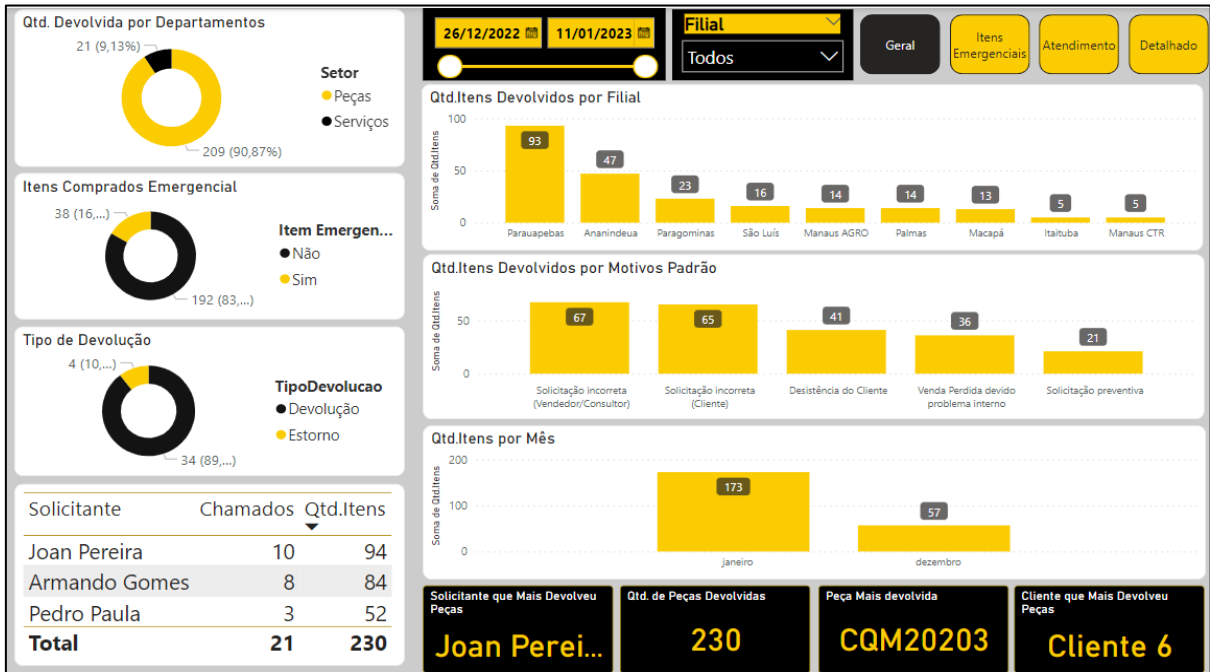 Qtd. Devolvida por Departamentos
21 (9,13%)
Setor
Peças
Serviços
209 (90,87%)
Itens Comprados Emergencial
38 (16,...)
Item Emergen...
Não
Sim
192 (83,...)
Tipo de Devolução
4 (10,...)
TipoDevolucao
Devolução
Estorno
34 (89,...)
Solicitante Chamados Qtd.Itens
Joan Pereira 10 94
Armando Gomes 8 84
Pedro Paula 3 52
Total 21 230
26/12/2022 11/01/2023
Filial
Todos
Geral
Itens
Emergenciais
Atendimento
Detalhado
Qtd.Itens Devolvidos por Filial
Soma de Qtd.Itens
100
50
0
93 47 23 16 14 14 13 5 5
Parauapebas Ananindeua Paragominas São Luís Manaus AGRO Palmas Macapá Itaituba Manaus CTR
Qtd.Itens Devolvidos por Motivos Padrão
Soma de Qtd.Itens
50
0
67 65 41 36 21
Solicitação incorreta
(Vendedor/Consultor)
Solicitação incorreta
(Cliente)
Desistência do Cliente
Venda Perdida devido
problema interno
Solicitação preventiva
Qtd.Itens por Mês
Soma de Qtd.Itens
200
100
0
173 57
janeiro dezembro
Solicitante que Mais Devolveu
Peças
Joan Perei...
Qtd. de Peças Devolvidas
230
Peça Mais devolvida
CQM20203
Cliente que Mais Devolveu
Peças
Cliente 6